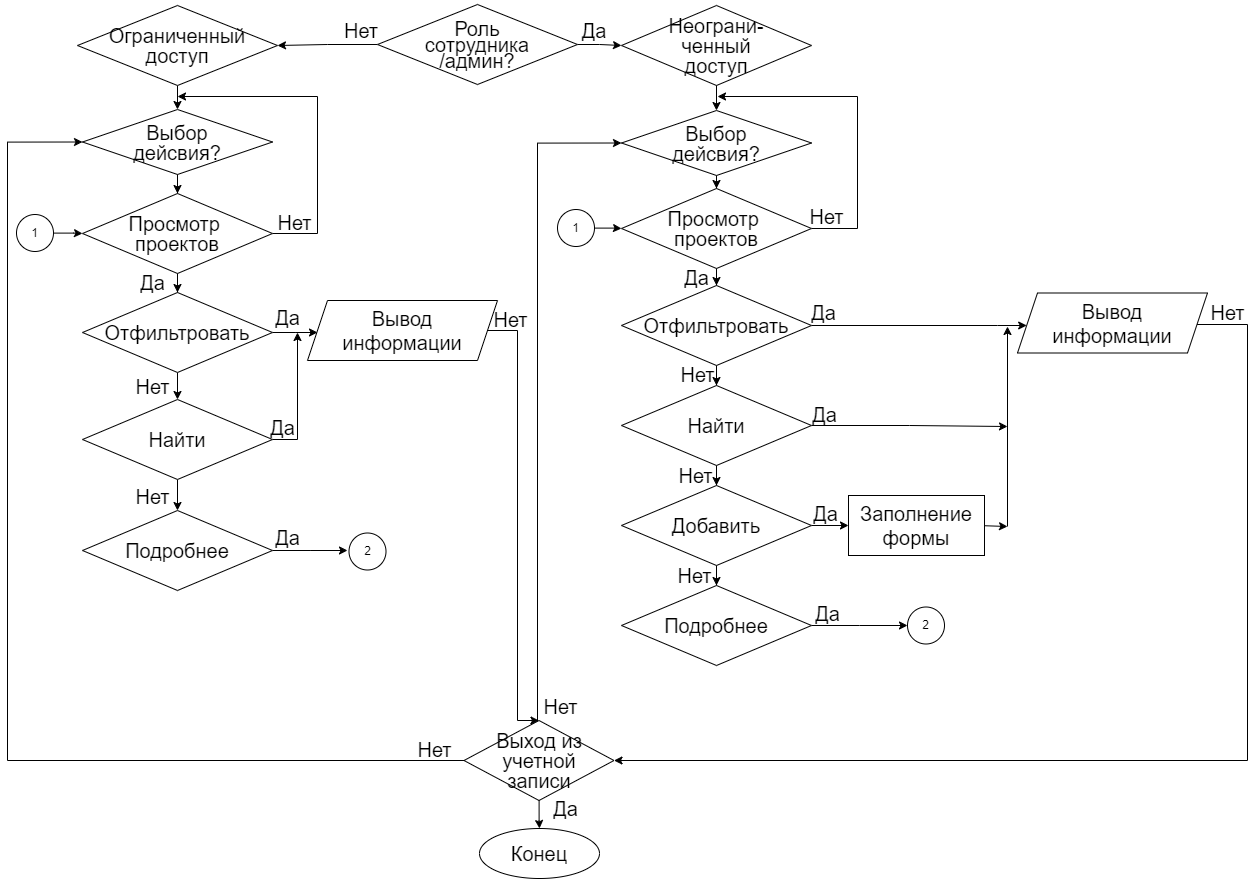 Ограниченный
доступ
Нет
Роль
сотрудника
/админ?
Да
Неограни-
ченный
доступ
Выбор
дейсвия?
Выбор
дейсвия?
1
Просмотр
проектов
Нет
1
Просмотр
проектов
Нет
Да
Да
Отфильтровать
Да
Вывод
информации
Нет
Отфильтровать
Да
Вывод
информации
Нет
Нет
Нет
Найти
Да
Найти
Да
Нет
Нет
Подробнее
Да
2
Добавить
Да
Заполнение
формы
Нет
Подробнее
Да
2
Нет
Нет
Выход из
учетной
записи
Да
Конец